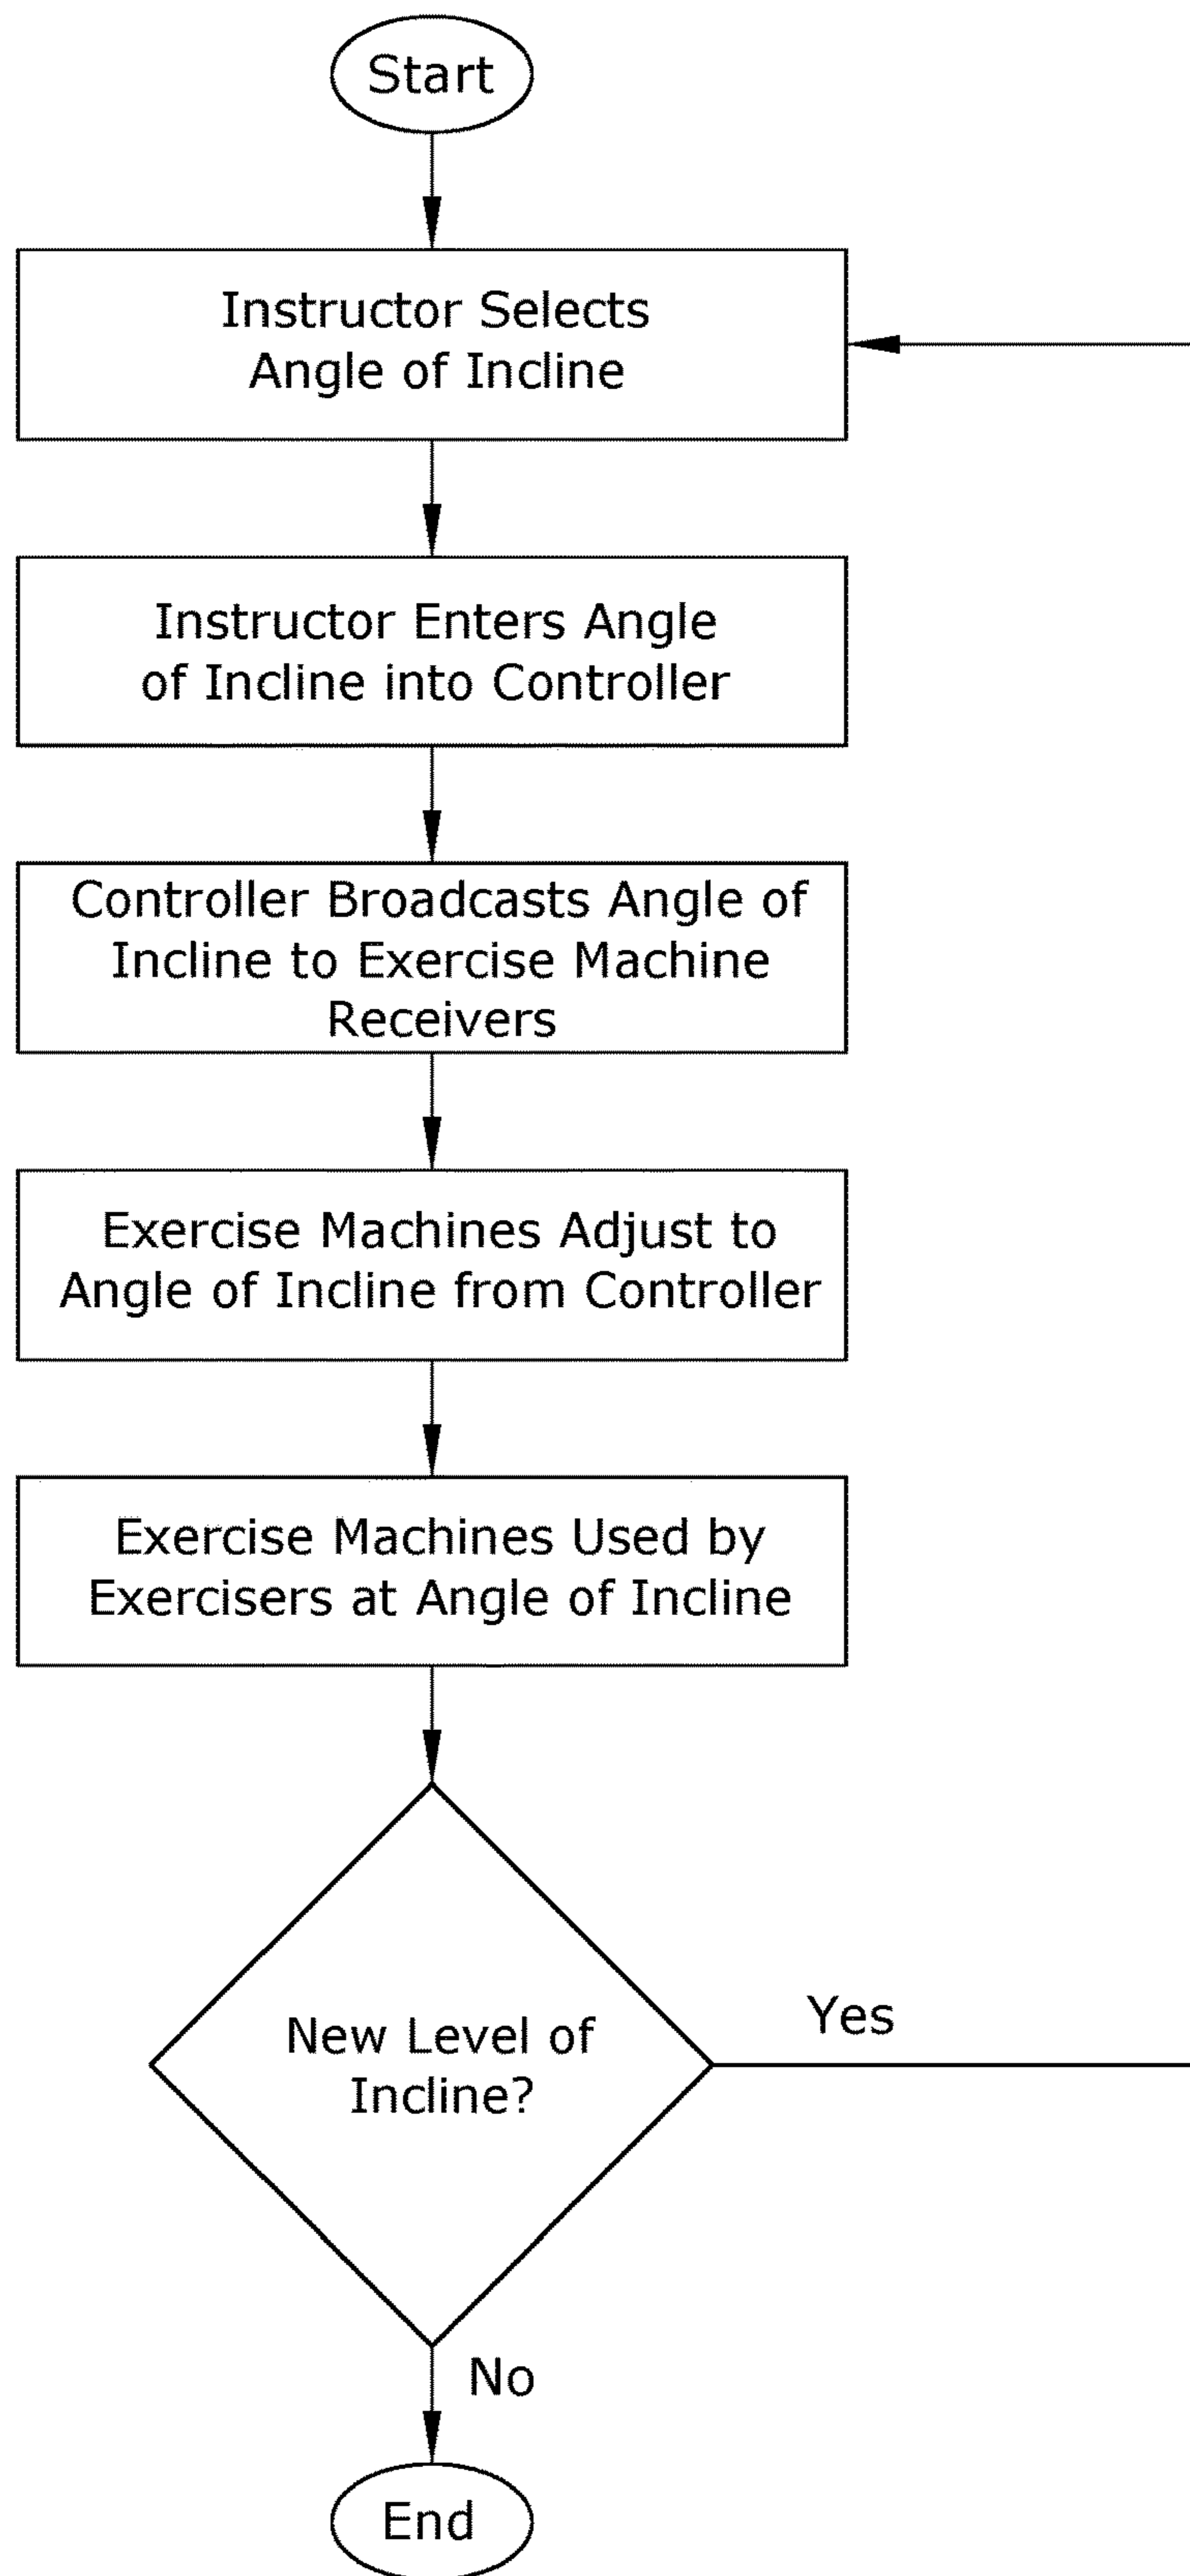 Start
Instructor Selects
Angle of Incline
Instructor Enters Angle
of Incline into Controller
Controller Broadcasts Angle of
Incline to Exercise Machine
Receivers
Exercise Machines Adjust to
Angle of Incline from Controller
Exercise Machines Used by
Exercisers at Angle of Incline
New Level of
Incline?
Yes
No
End